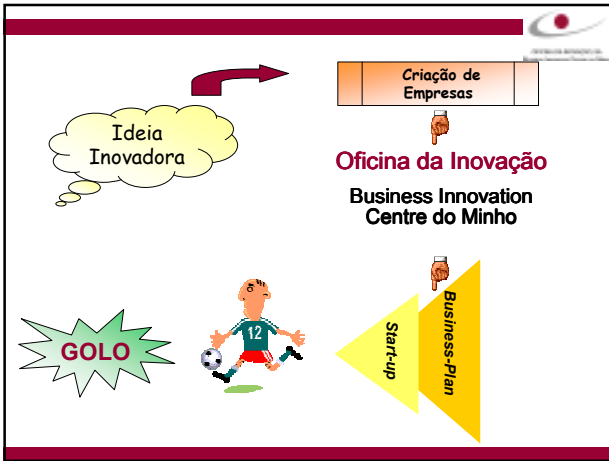 Criação de
Empresas
Ideia
Inovadora
Oficina da Inovação
Business Innovation
Centre do Minho
Business-Plan
Start-up
12
GOLO